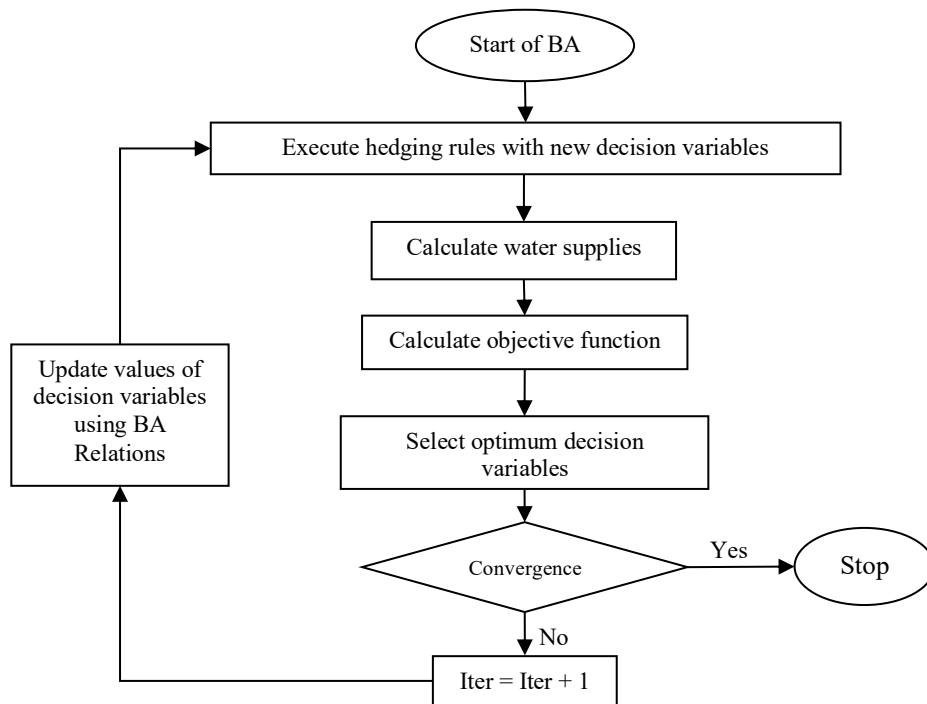 Start of BA
Execute hedging rules with new decision variables
Calculate water supplies
Calculate objective function
Update values of
decision variables
using BA
Relations
Select optimum decision
variables
Convergence
Yes
Stop
No
Iter = Iter + 1